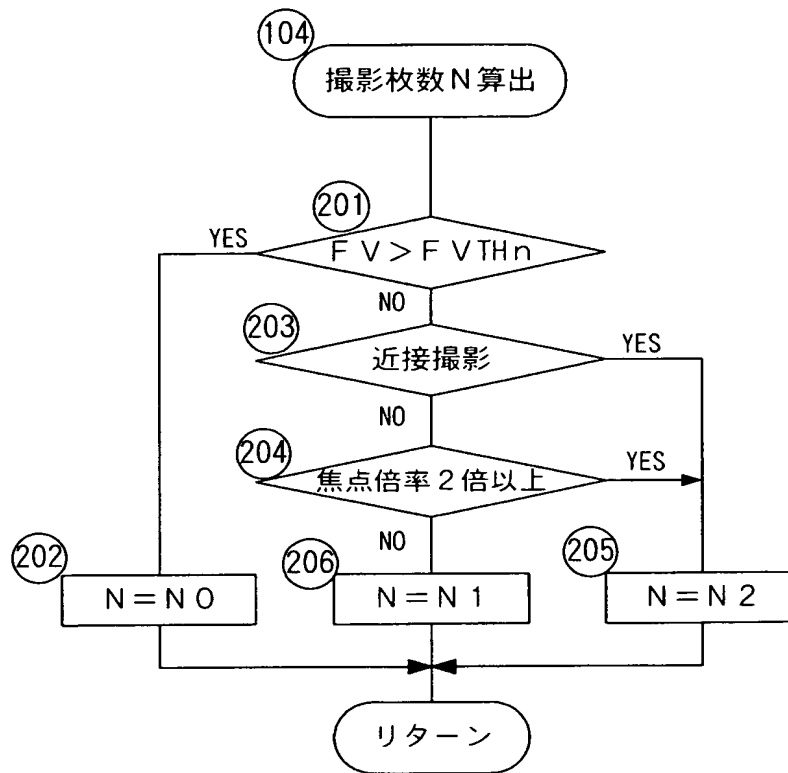 104
撮影枚数N算出
201
YES
FV>FVTHn
NO
203
近接撮影
YES
NO
204
焦点倍率2倍以上
YES
NO
202
N=N0
206
N=N1
205
N=N2
リターン